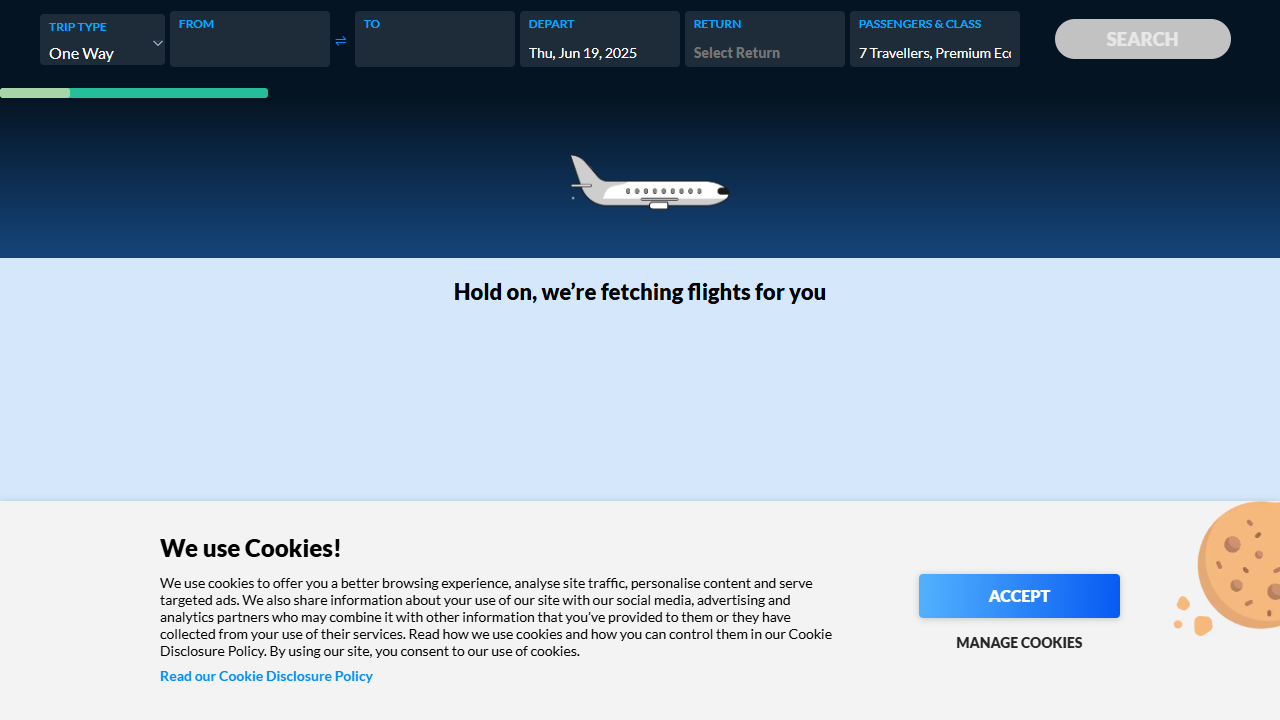 TRIP TYPE
One Way
FROM
⇌
TO
DEPART
Thu, Jun 19, 2025
RETURN
Select Return
PASSENGERS & CLASS
7 Travellers, Premium Ec
SEARCH
Hold on, we’re fetching flights for you
We use Cookies!
We use cookies to offer you a better browsing experience, analyse site traffic, personalise content and serve
targeted ads. We also share information about your use of our site with our social media, advertising and
analytics partners who may combine it with other information that you’ve provided to them or they have
collected from your use of their services. Read how we use cookies and how you can control them in our Cookie
Disclosure Policy. By using our site, you consent to our use of cookies.
Read our Cookie Disclosure Policy
ACCEPT
MANAGE COOKIES